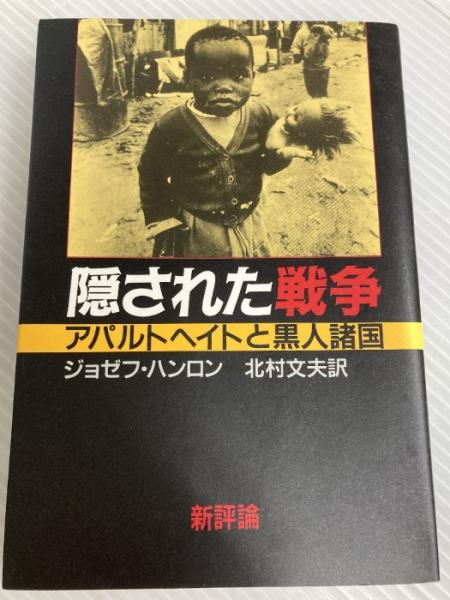 隠された戦争
アパルトヘイトと黒人諸国
ジョゼフ・ハンロン 北村文夫訳
新評論